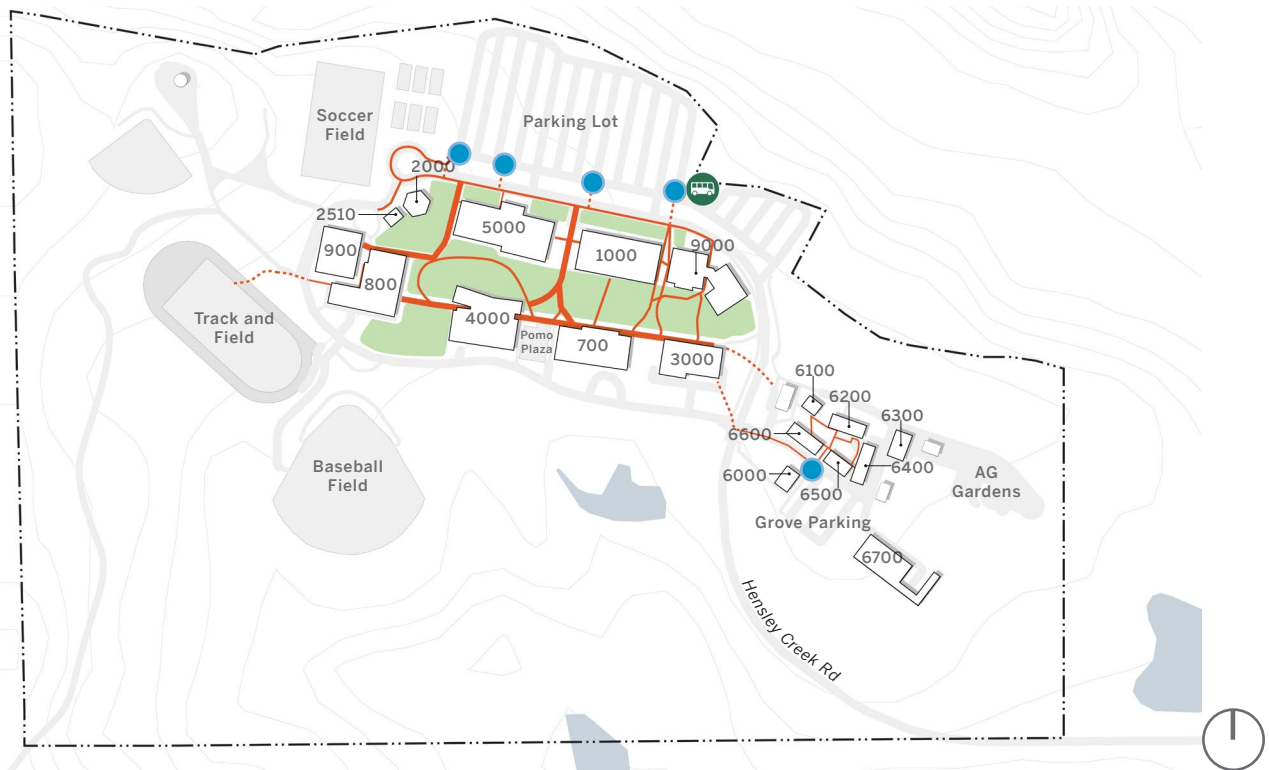 Soccer
Field
Parking Lot
2000
2510
5000
900
1000
9000
800
Track and
Field
4000
Pomo
Plaza
700
3000
6100
6200
6300
6600
6400
6000
6500
AG
Gardens
Baseball
Field
Grove Parking
6700
Hensley Creek Rd